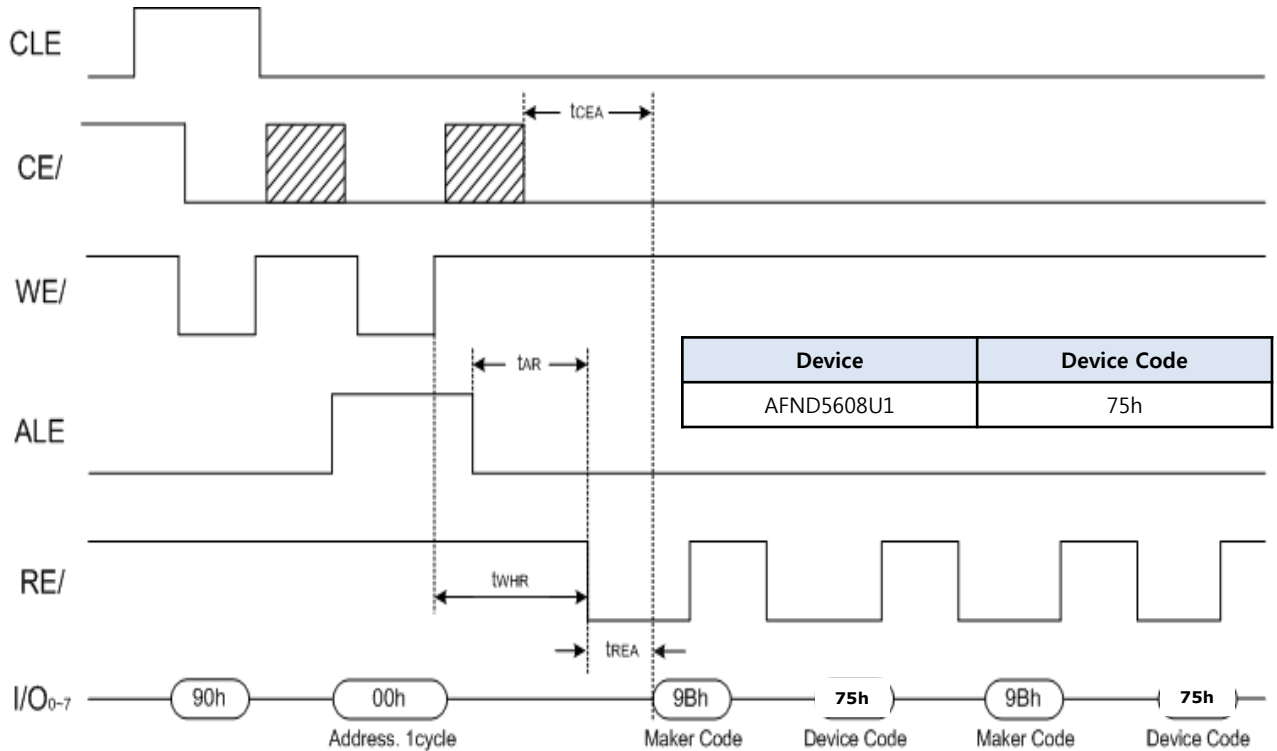 CLE
tCEA
CE/
WE/
tAR
Device Device Code
AFND5608U1 75h
ALE
RE/
tWHR
tREA
I/O0~7 90h 00h 9Bh 75h 9Bh 75h
Address. 1cycle Maker Code Device Code Maker Code Device Code